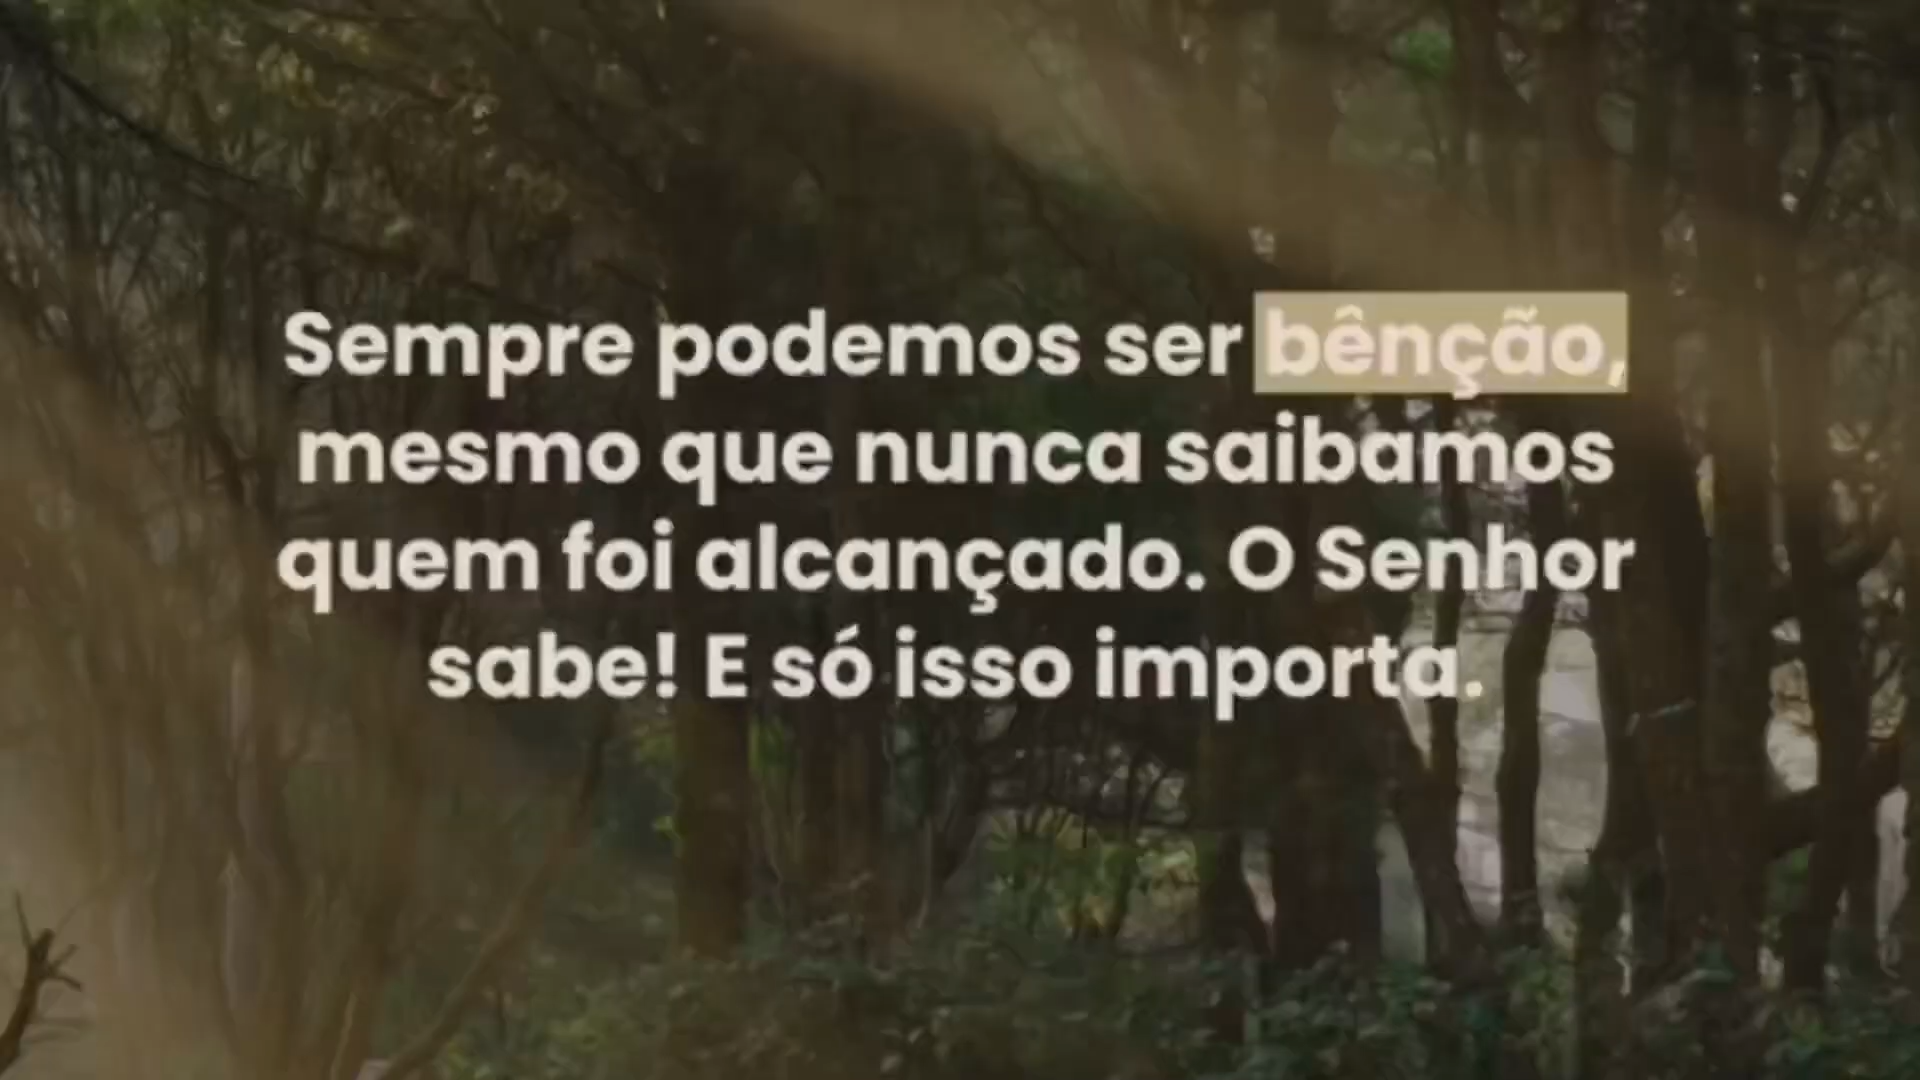 Sempre podemos ser bênção,
mesmo que nunca saibamos
quem foi alcançado. O Senhor
sabe! E só isso importa.